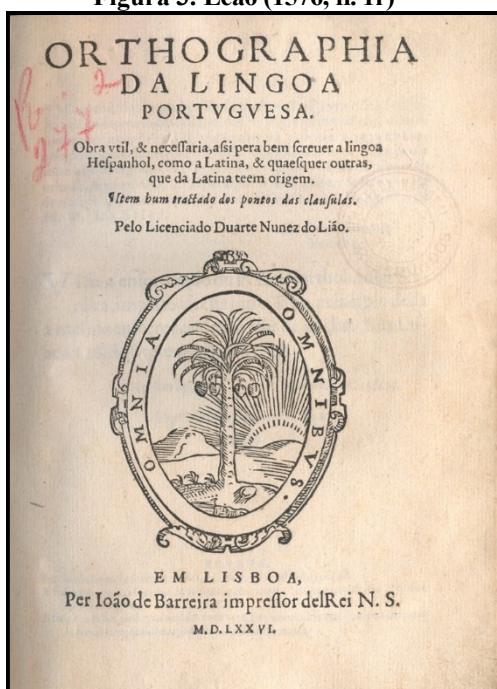 Figura 3: Leão (1576, n. 1r)
ORTHOGRAPHIA
DA LINGOA
PORTVGVESA.
Obra vtil, & neceſſaria, aſsi pera bem ſcreuer a lingoa
Heſpanhol, como a Latina, & quaeſquer outras,
que da Latina teem origem.
Item hum tractado dos pontos das clauſulas.
Pelo Licenciado Duarte Nunez do Lião.
OMNIA OMNIBVS.
EM LISBOA,
Per Ioão de Barreira impreſſor delRei N. S.
M.D.LXXVI.
277